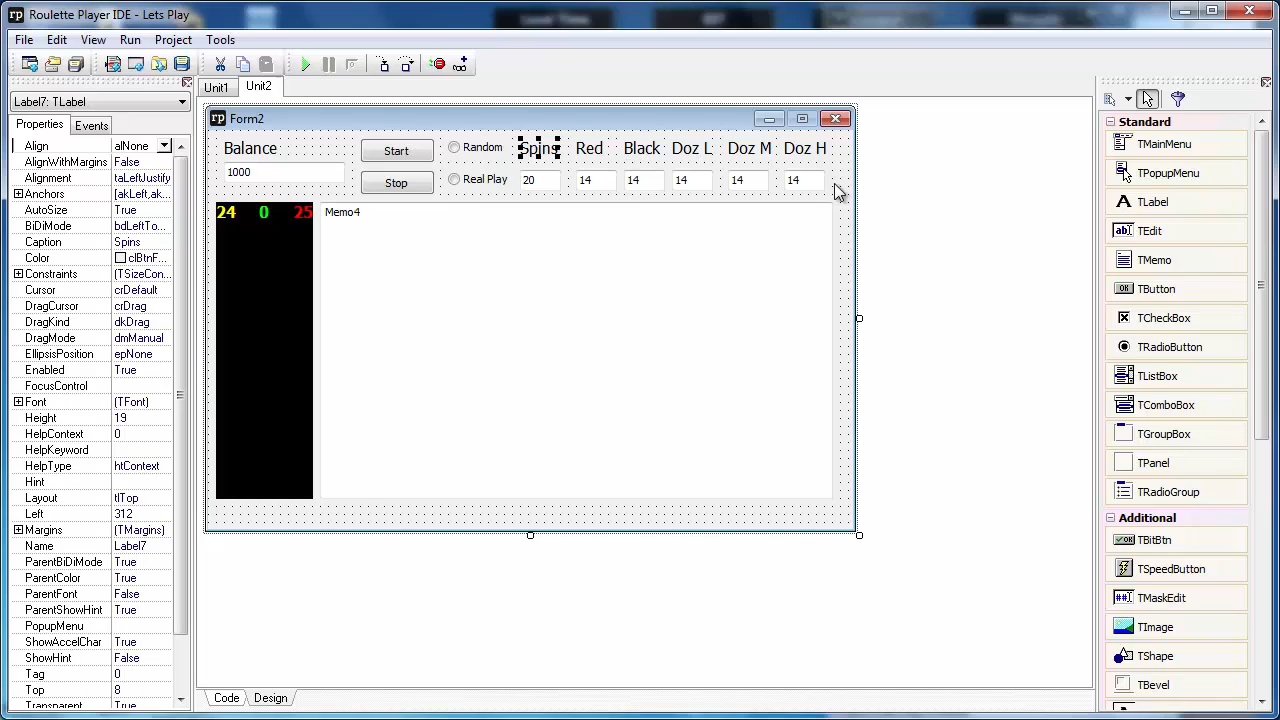 Roulette Player IDE - Lets Play
File Edit View Run Project Tools
Label7: TLabel
Properties Events
Align alNone
AlignWithMargins False
Alignment taLeftJustify
Anchors [akLeft,ak...
AutoSize True
BiDiMode bdLeftTo...
Caption Spins
Color clBtnF...
Constraints (TSizeCon...
Cursor crDefault
DragCursor crDrag
DragKind dkDrag
DragMode dmManual
EllipsisPosition epNone
Enabled True
FocusControl
Font (TFont)
Height 19
HelpContext 0
HelpKeyword
HelpType htContext
Hint
Layout tlTop
Left 312
Margins (TMargins)
Name Label7
ParentBiDiMode True
ParentColor True
ParentFont False
ParentShowHint True
PopupMenu
ShowAccelChar True
ShowHint False
Tag 0
Top 8
Transparent True
Unit1 Unit2
Form2
Balance Start Random Spins Red Black Doz L Doz M Doz H
1000 Stop Real Play 20 14 14 14 14 14
24 0 25 Memo4
Code Design
Standard
TMainMenu
TPopupMenu
TLabel
TEdit
TMemo
TButton
TCheckBox
TRadioButton
TListBox
TComboBox
TGroupBox
TPanel
TRadioGroup
Additional
TBitBtn
TSpeedButton
TMaskEdit
TImage
TShape
TBevel